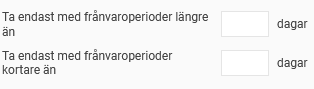 Ta endast med frånvaroperioder längre
än
dagar
Ta endast med frånvaroperioder
kortare än
dagar